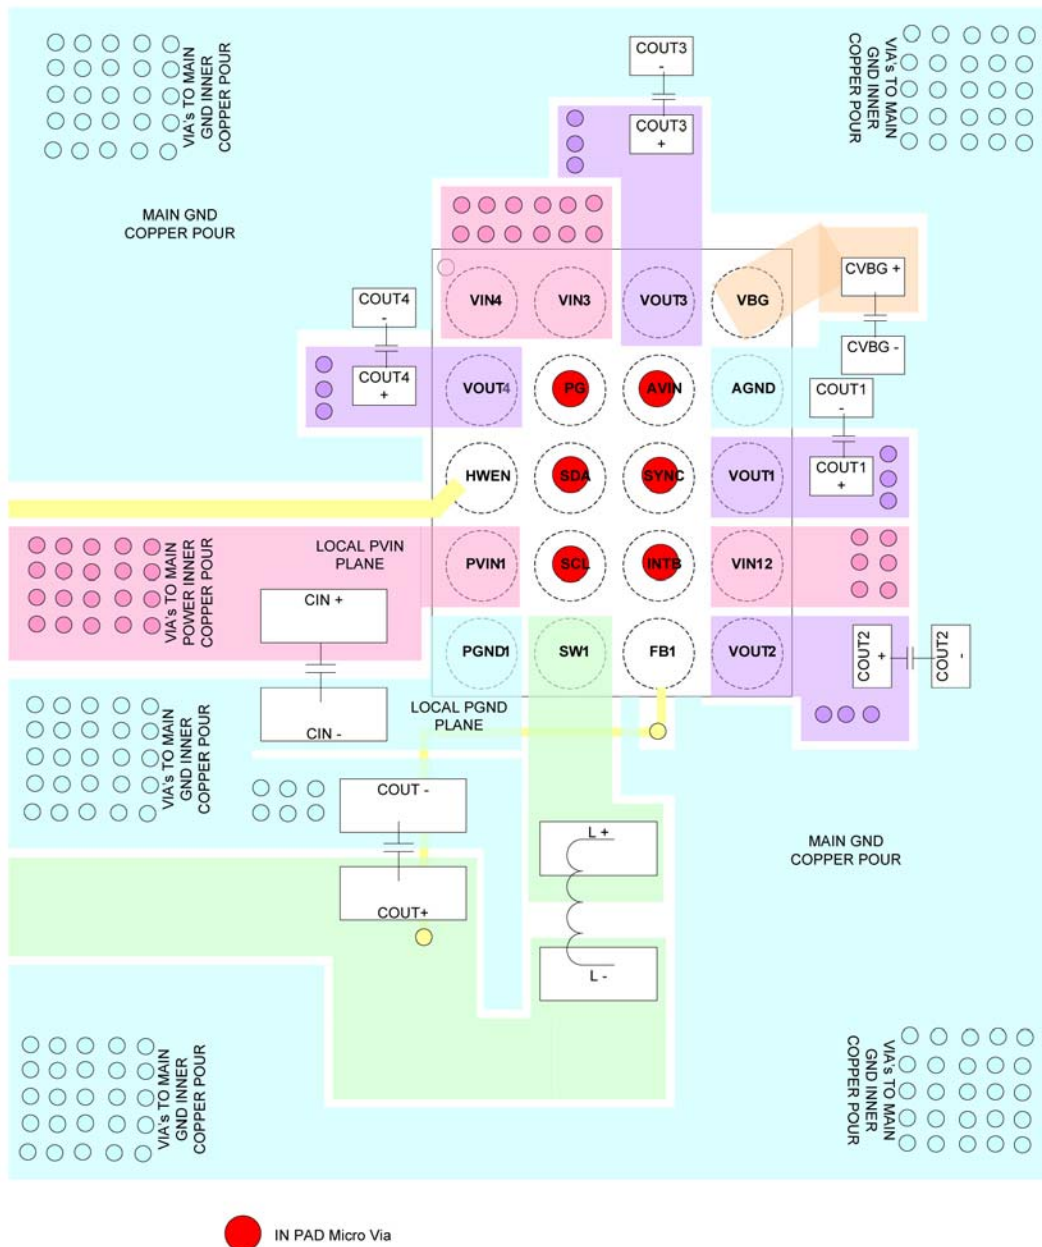 COUT3
-
COUT3
+
VIA's TO MAIN
GND INNER
COPPER POUR
VIA's TO MAIN
GND INNER
COPPER POUR
MAIN GND
COPPER POUR
COUT4
-
COUT4
+
VIN4
VIN3
VOUT3
VBG
CVBG +
CVBG -
VOUT4
PG
AVIN
AGND
COUT1
-
COUT1
+
HWEN
SDA
SYNC
VOUT1
LOCAL PVIN
PLANE
VIA's TO MAIN
POWER INNER
COPPER POUR
PVIN1
SCL
INTB
VIN12
CIN +
CIN -
PGND1
SW1
FB1
VOUT2
COUT2
+
COUT2
-
LOCAL PGND
PLANE
VIA's TO MAIN
GND INNER
COPPER POUR
COUT -
COUT+
L +
L -
MAIN GND
COPPER POUR
VIA's TO MAIN
GND INNER
COPPER POUR
VIA's TO MAIN
GND INNER
COPPER POUR
IN PAD Micro Via